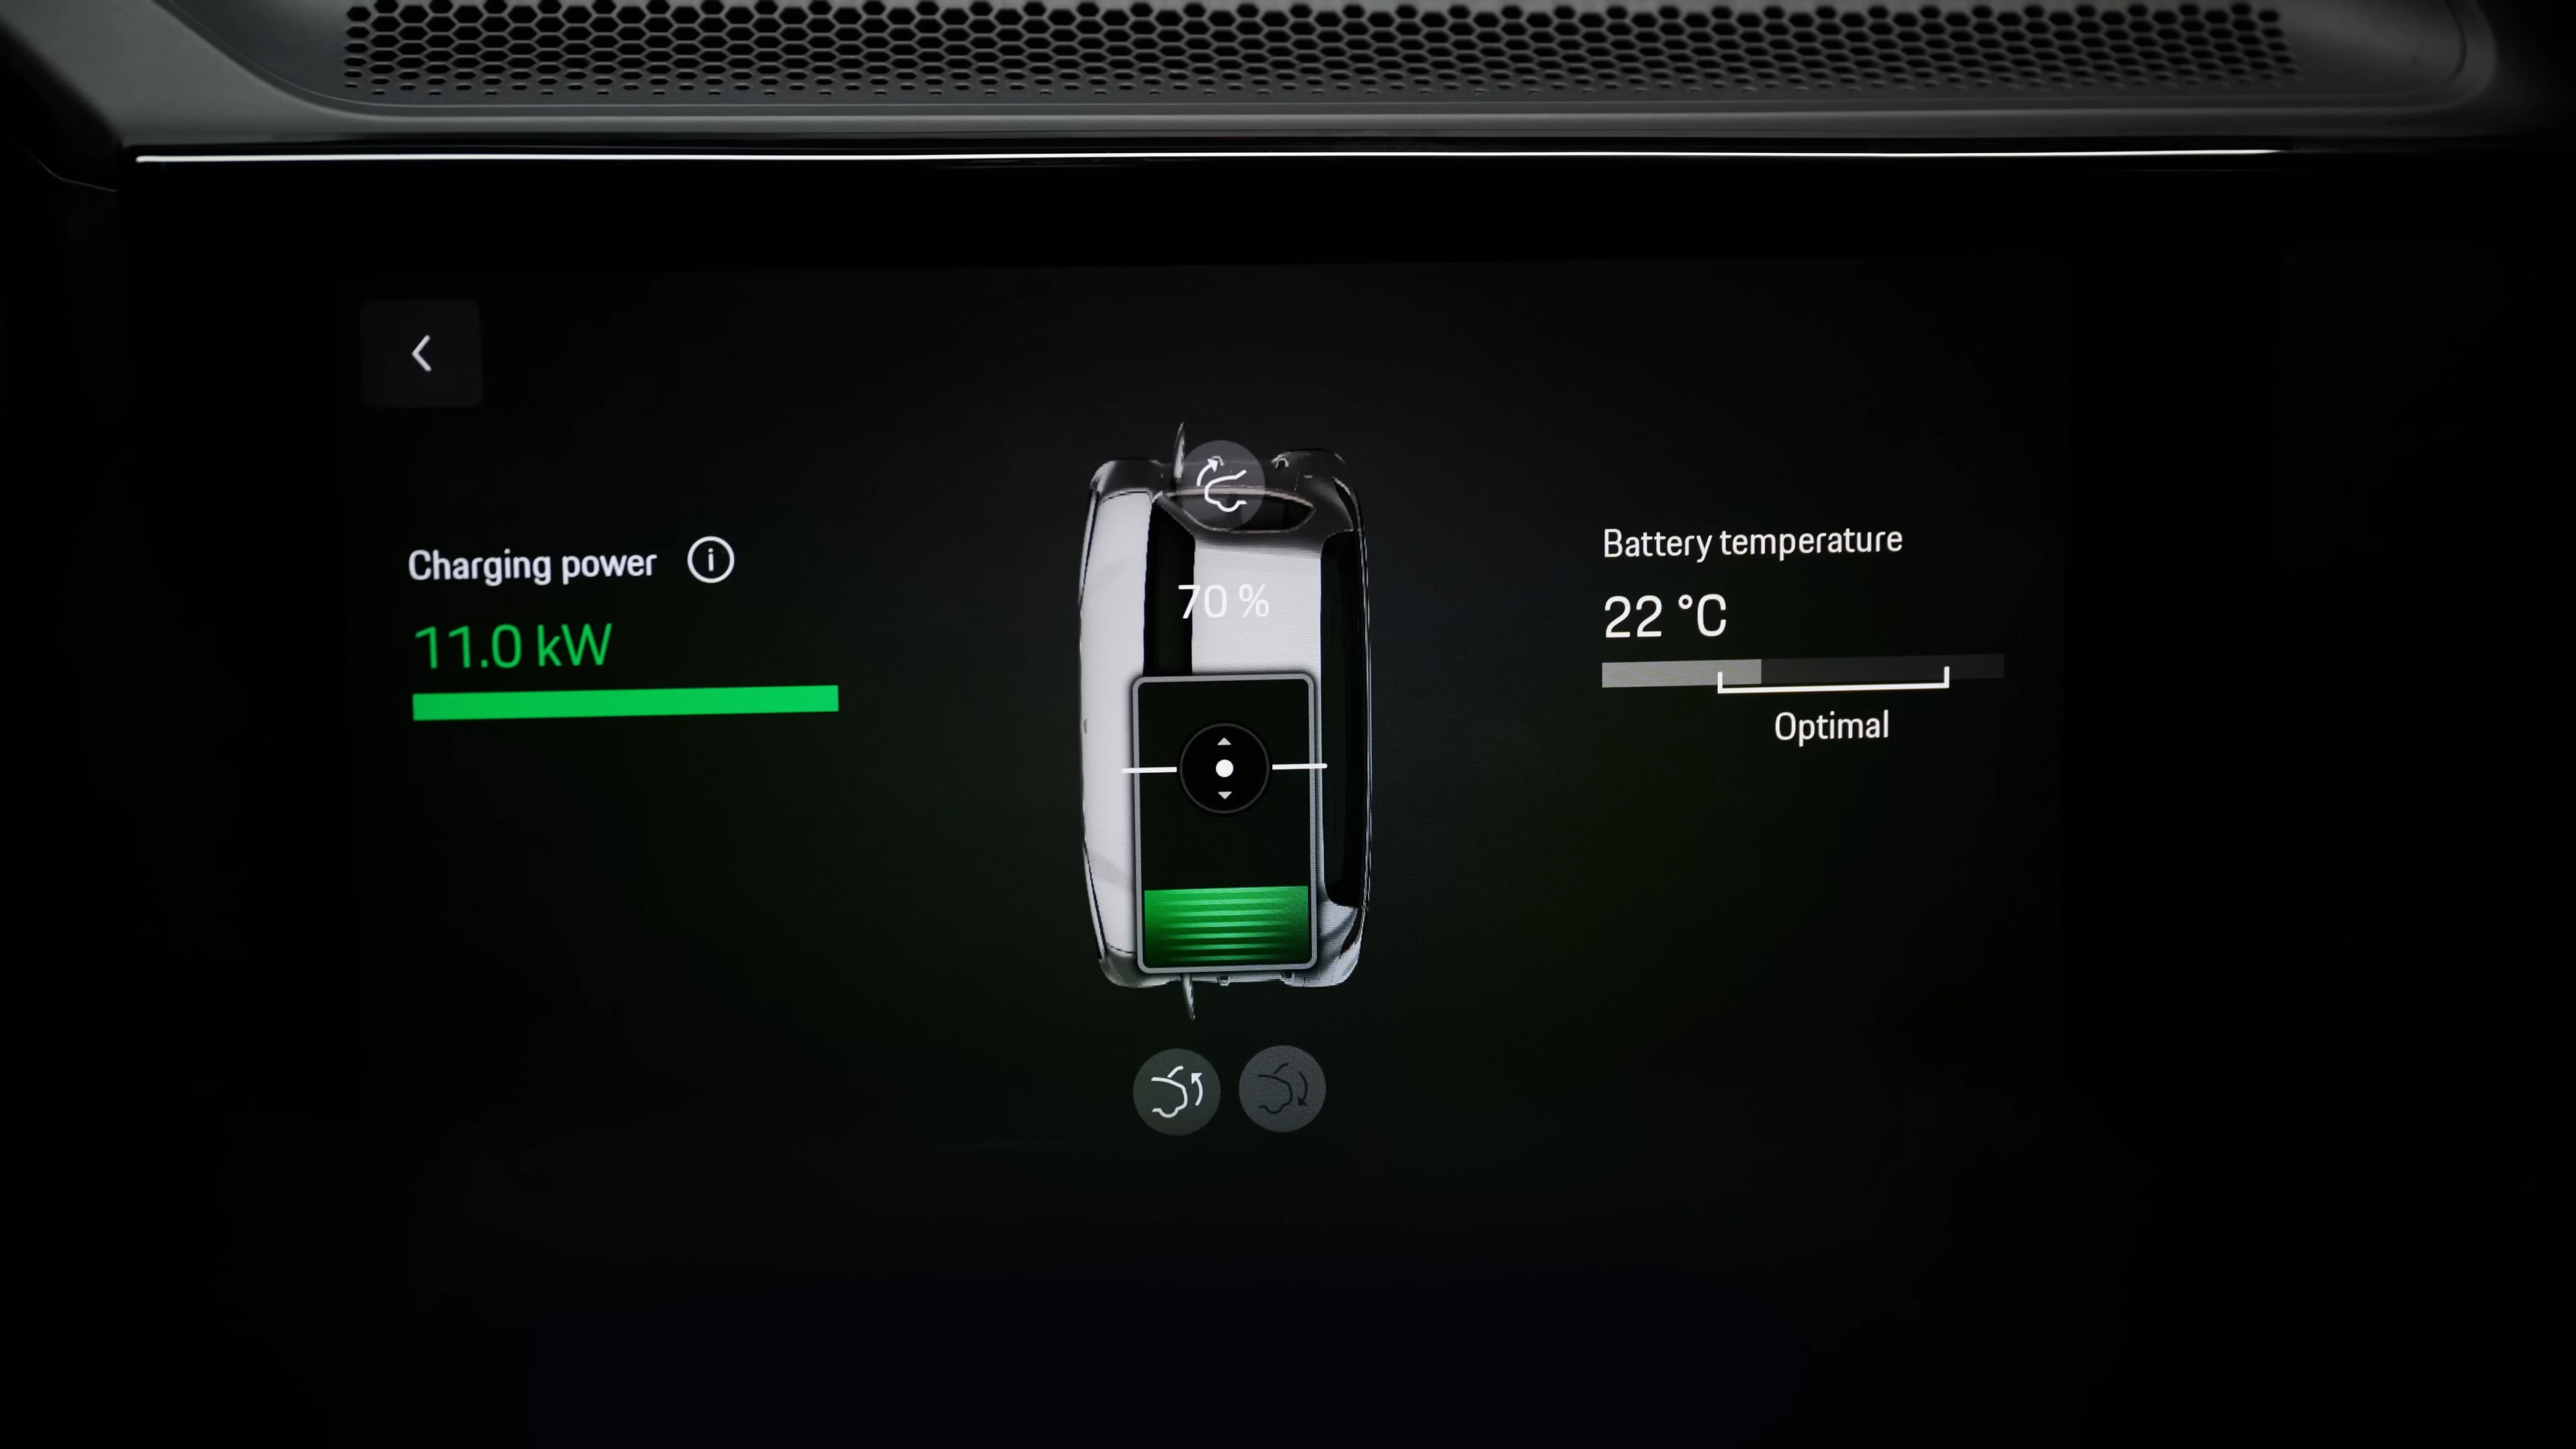 Charging power
11.0 kW
70 %
Battery temperature
22 °C
Optimal